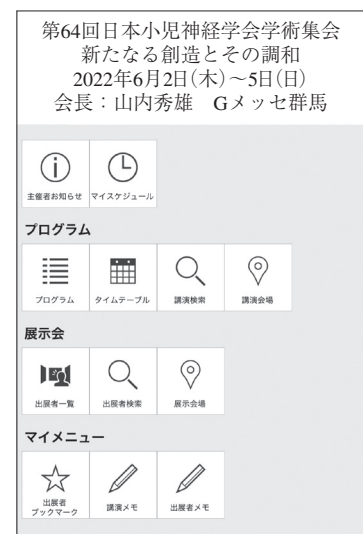 第64回日本小児神経学会学術集会
新たなる創造とその調和
2022年6月2日(木)~5日(日)
会長:山内秀雄 Gメッセ群馬
主催者お知らせ マイスケジュール
プログラム
プログラム タイムテーブル 講演検索 講演会場
展示会
出展者一覧 出展者検索 展示会場
マイメニュー
出展者
ブックマーク 講演メモ 出展者メモ